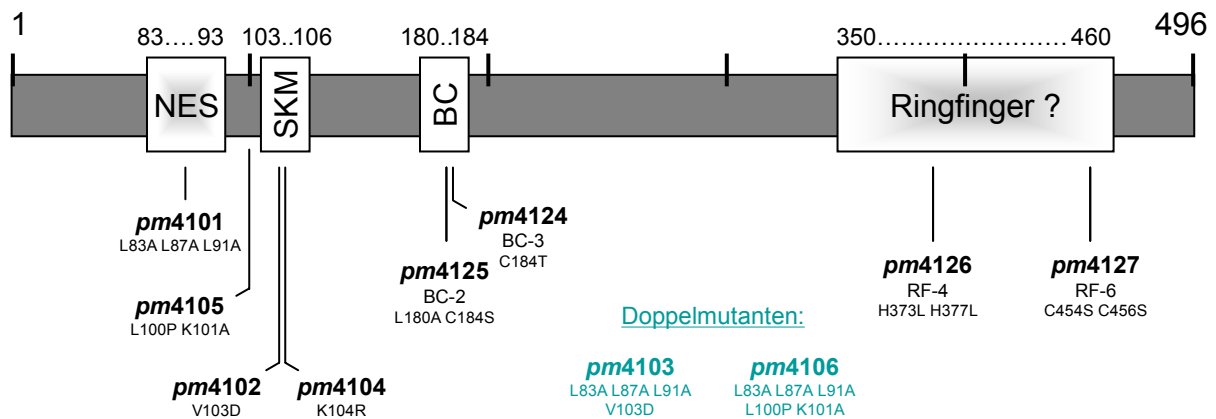 1
83....93 103..106 180..184 350........................460
496
NES
SKM
BC
Ringfinger ?
pm4101
L83A L87A L91A
pm4105
L100P K101A
pm4102
V103D
pm4104
K104R
pm4124
BC-3
C184T
pm4125
BC-2
L180A C184S
pm4126
RF-4
H373L H377L
pm4127
RF-6
C454S C456S
Doppelmutanten:
pm4103
L83A L87A L91A
V103D
pm4106
L83A L87A L91A
L100P K101A